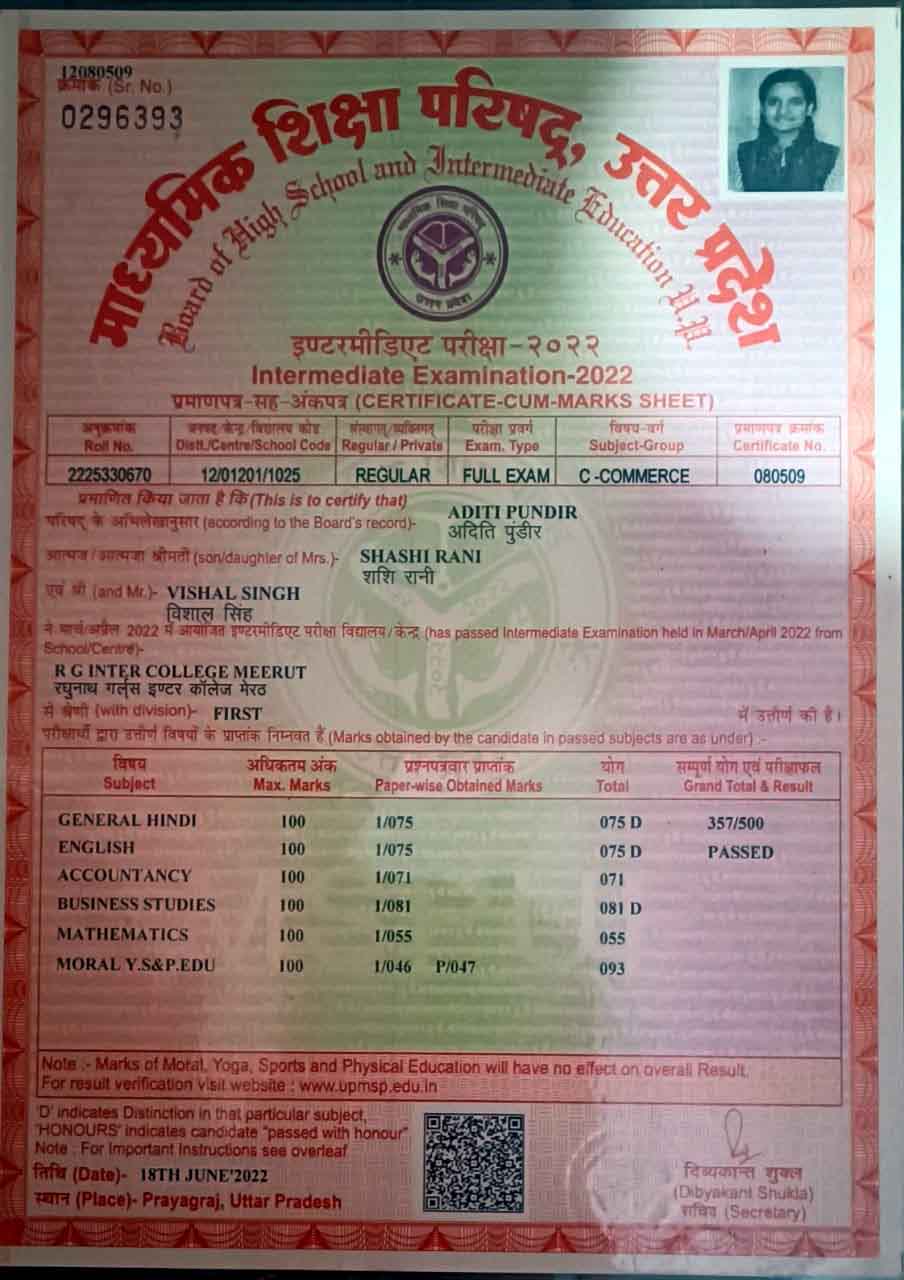 12080509
क्रमांक (Sr. No.)
0296393
माध्यमिक शिक्षा परिषद्, उत्तर प्रदेश
Board of High School and Intermediate Education U.P.
माध्यमिक शिक्षा परिषद्
उत्तर प्रदेश
इण्टरमीडिएट परीक्षा-२०२२
Intermediate Examination-2022
प्रमाणपत्र-सह-अंकपत्र (CERTIFICATE-CUM-MARKS SHEET)
अनुक्रमांक जनपद/केन्द्र/विद्यालय कोड संस्थागत/व्यक्तिगत परीक्षा प्रवर्ग विषय-वर्ग प्रमाणपत्र क्रमांक
Roll No. Distt./Centre/School Code Regular/Private Exam. Type Subject-Group Certificate No.
2225330670 12/01201/1025 REGULAR FULL EXAM C -COMMERCE 080509
प्रमाणित किया जाता है कि (This is to certify that)
ADITI PUNDIR
परिषद् के अभिलेखानुसार (according to the Board's record)-
अदिति पुंडीर
आत्मज/आत्मजा श्रीमती (son/daughter of Mrs.)- SHASHI RANI
शशि रानी
एवं श्री (and Mr.)- VISHAL SINGH
विशाल सिंह
ने मार्च/अप्रैल 2022 में आयोजित इण्टरमीडिएट परीक्षा विद्यालय/केन्द्र (has passed Intermediate Examination held in March/April 2022 from
School/Centre)-
R G INTER COLLEGE MEERUT
रघुनाथ गर्ल्स इण्टर कॉलेज मेरठ
से श्रेणी (with division)- FIRST में उत्तीर्ण की है।
परीक्षार्थी द्वारा उत्तीर्ण विषयों के प्राप्तांक निम्नवत हैं (Marks obtained by the candidate in passed subjects are as under) :-
विषय अधिकतम अंक प्रश्नपत्रवार प्राप्तांक योग सम्पूर्ण योग एवं परीक्षाफल
Subject Max. Marks Paper-wise Obtained Marks Total Grand Total & Result
GENERAL HINDI 100 1/075 075 D 357/500
ENGLISH 100 1/075 075 D PASSED
ACCOUNTANCY 100 1/071 071
BUSINESS STUDIES 100 1/081 081 D
MATHEMATICS 100 1/055 055
MORAL Y.S&P.EDU 100 1/046 P/047 093
Note :- Marks of Moral, Yoga, Sports and Physical Education will have no effect on overall Result.
For result verification visit website : www.upmsp.edu.in
'D' indicates Distinction in that particular subject,
'HONOURS' indicates candidate "passed with honour"
Note : For Important Instructions see overleaf
तिथि (Date)- 18TH JUNE'2022
स्थान (Place)- Prayagraj, Uttar Pradesh
दिव्यकान्त शुक्ल
(Dibyakant Shukla)
सचिव (Secretary)